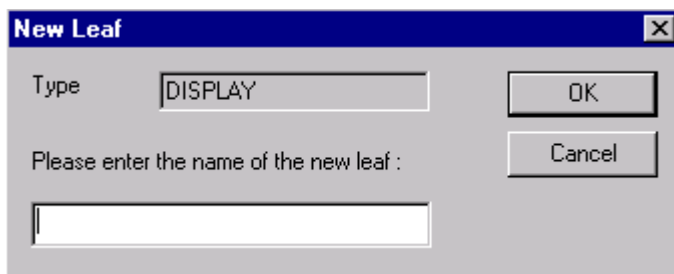 New Leaf
Type DISPLAY OK
Cancel
Please enter the name of the new leaf :